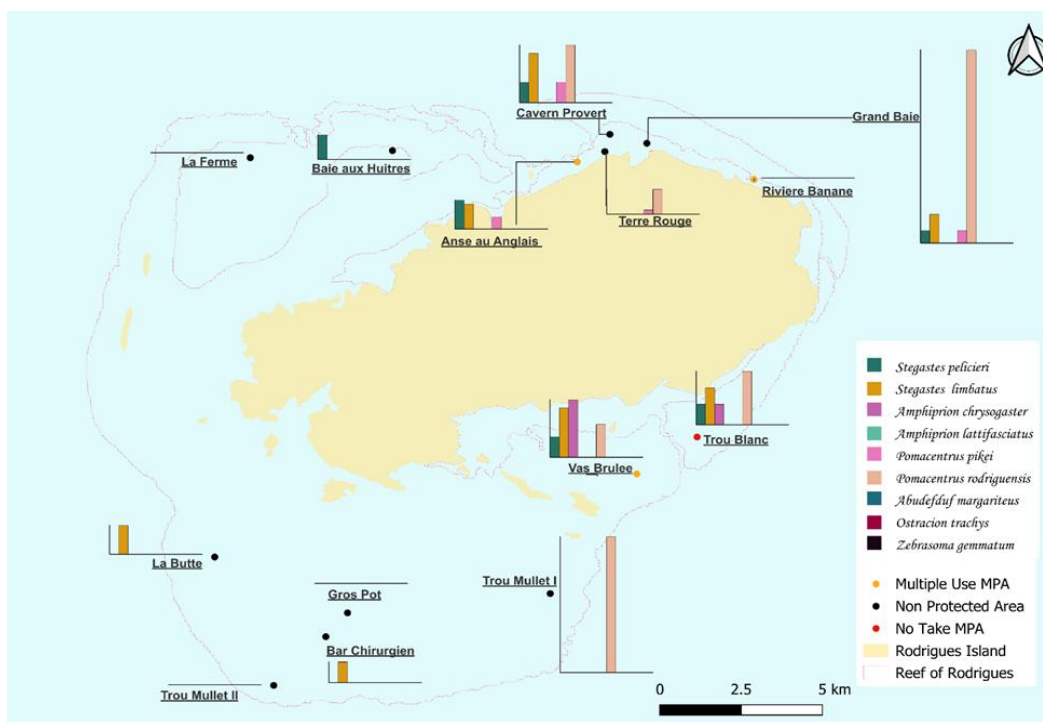 Cavern Provert
Grand Baie
La Ferme
Baie aux Huitres
Riviere Banane
Terre Rouge
Anse au Anglais
Stegastes pelicieri
Stegastes limbatus
Amphiprion chrysogaster
Amphiprion lattifasciatus
Pomacentrus pikei
Pomacentrus rodriguensis
Abudefduf margariteus
Ostracion trachys
Zebrasoma gemmatum
Trou Blanc
Vas Brulee
La Butte
Gros Pot
Trou Mullet I
Bar Chirurgien
Trou Mullet II
Multiple Use MPA
Non Protected Area
No Take MPA
Rodrigues Island
Reef of Rodrigues
0 2.5 5 km